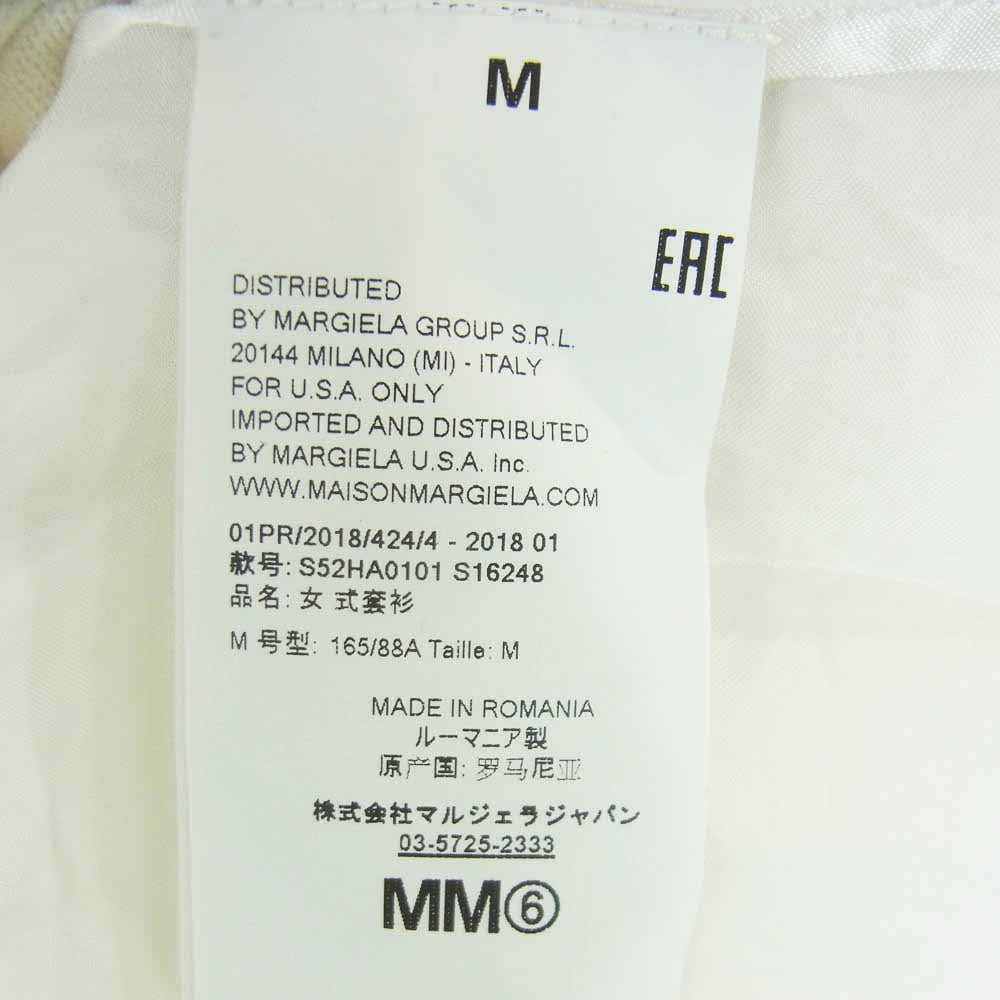 M
EAC
DISTRIBUTED
BY MARGIELA GROUP S.R.L.
20144 MILANO (MI) - ITALY
FOR U.S.A. ONLY
IMPORTED AND DISTRIBUTED
BY MARGIELA U.S.A. Inc.
WWW.MAISONMARGIELA.COM
01PR/2018/424/4 - 2018 01
款号: S52HA0101 S16248
品名: 女 式套衫
M 号型: 165/88A Taille: M
MADE IN ROMANIA
ルーマニア製
原产国: 罗马尼亚
株式会社マルジェラジャパン
03-5725-2333
MM⑥